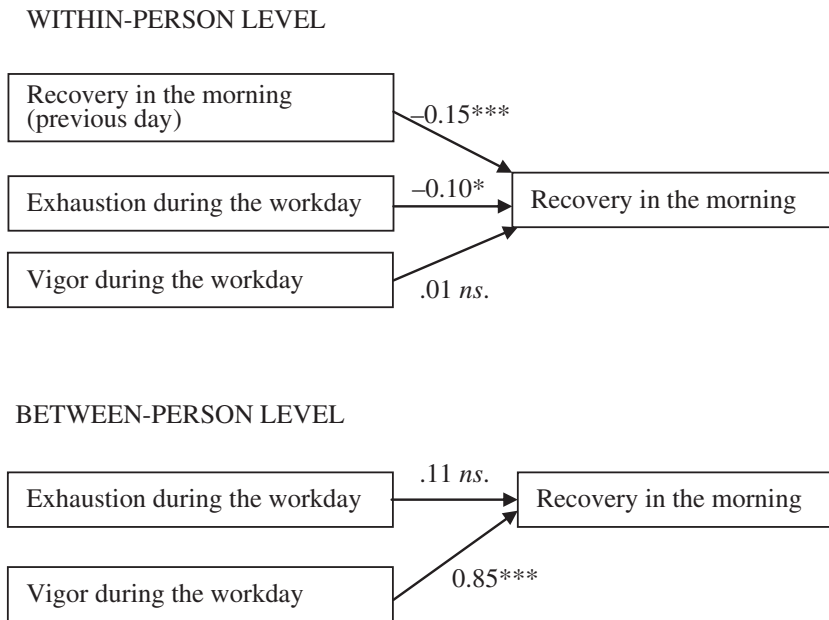 WITHIN-PERSON LEVEL
Recovery in the morning
(previous day)
–0.15***
Exhaustion during the workday
–0.10*
Recovery in the morning
Vigor during the workday
.01 ns.
BETWEEN-PERSON LEVEL
Exhaustion during the workday
.11 ns.
Recovery in the morning
Vigor during the workday
0.85***